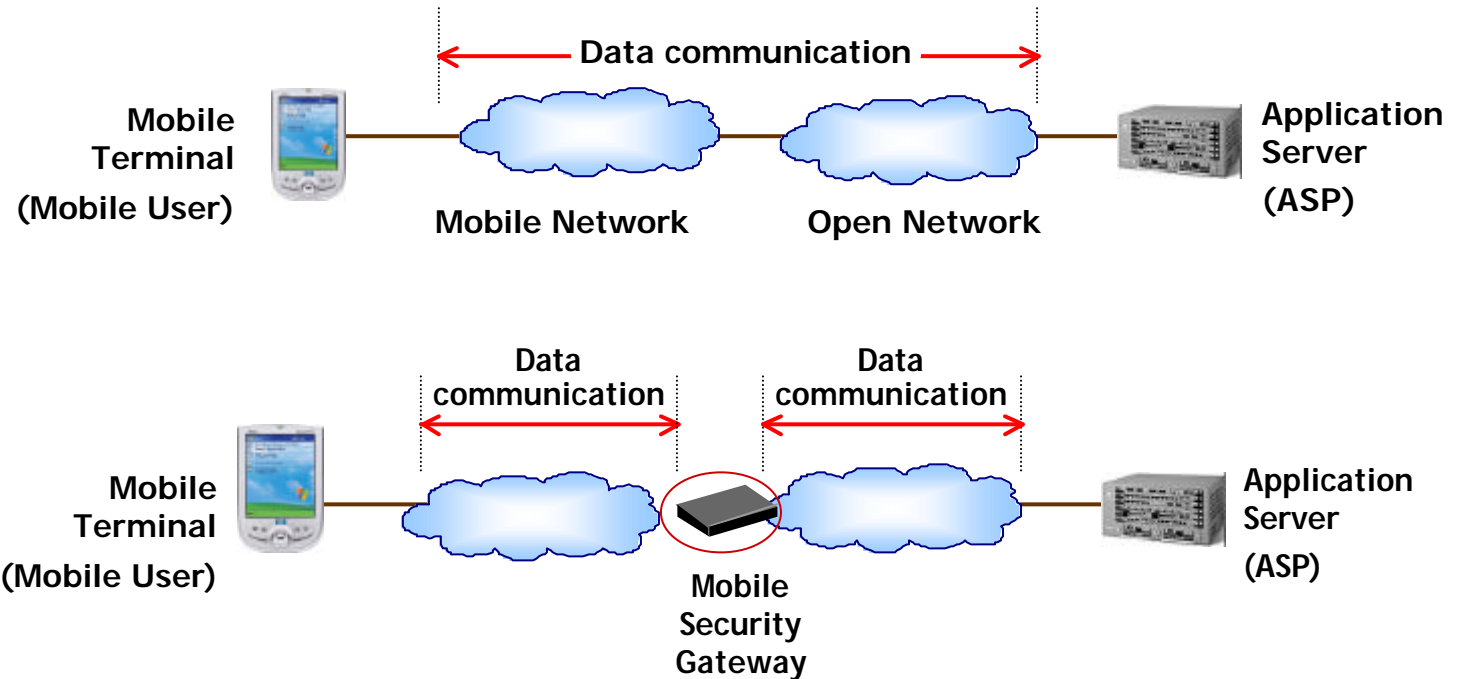 Data communication
Mobile
Terminal
(Mobile User)
Mobile Network
Open Network
Application
Server
(ASP)
Data
communication
Data
communication
Mobile
Terminal
(Mobile User)
Mobile
Security
Gateway
Application
Server
(ASP)